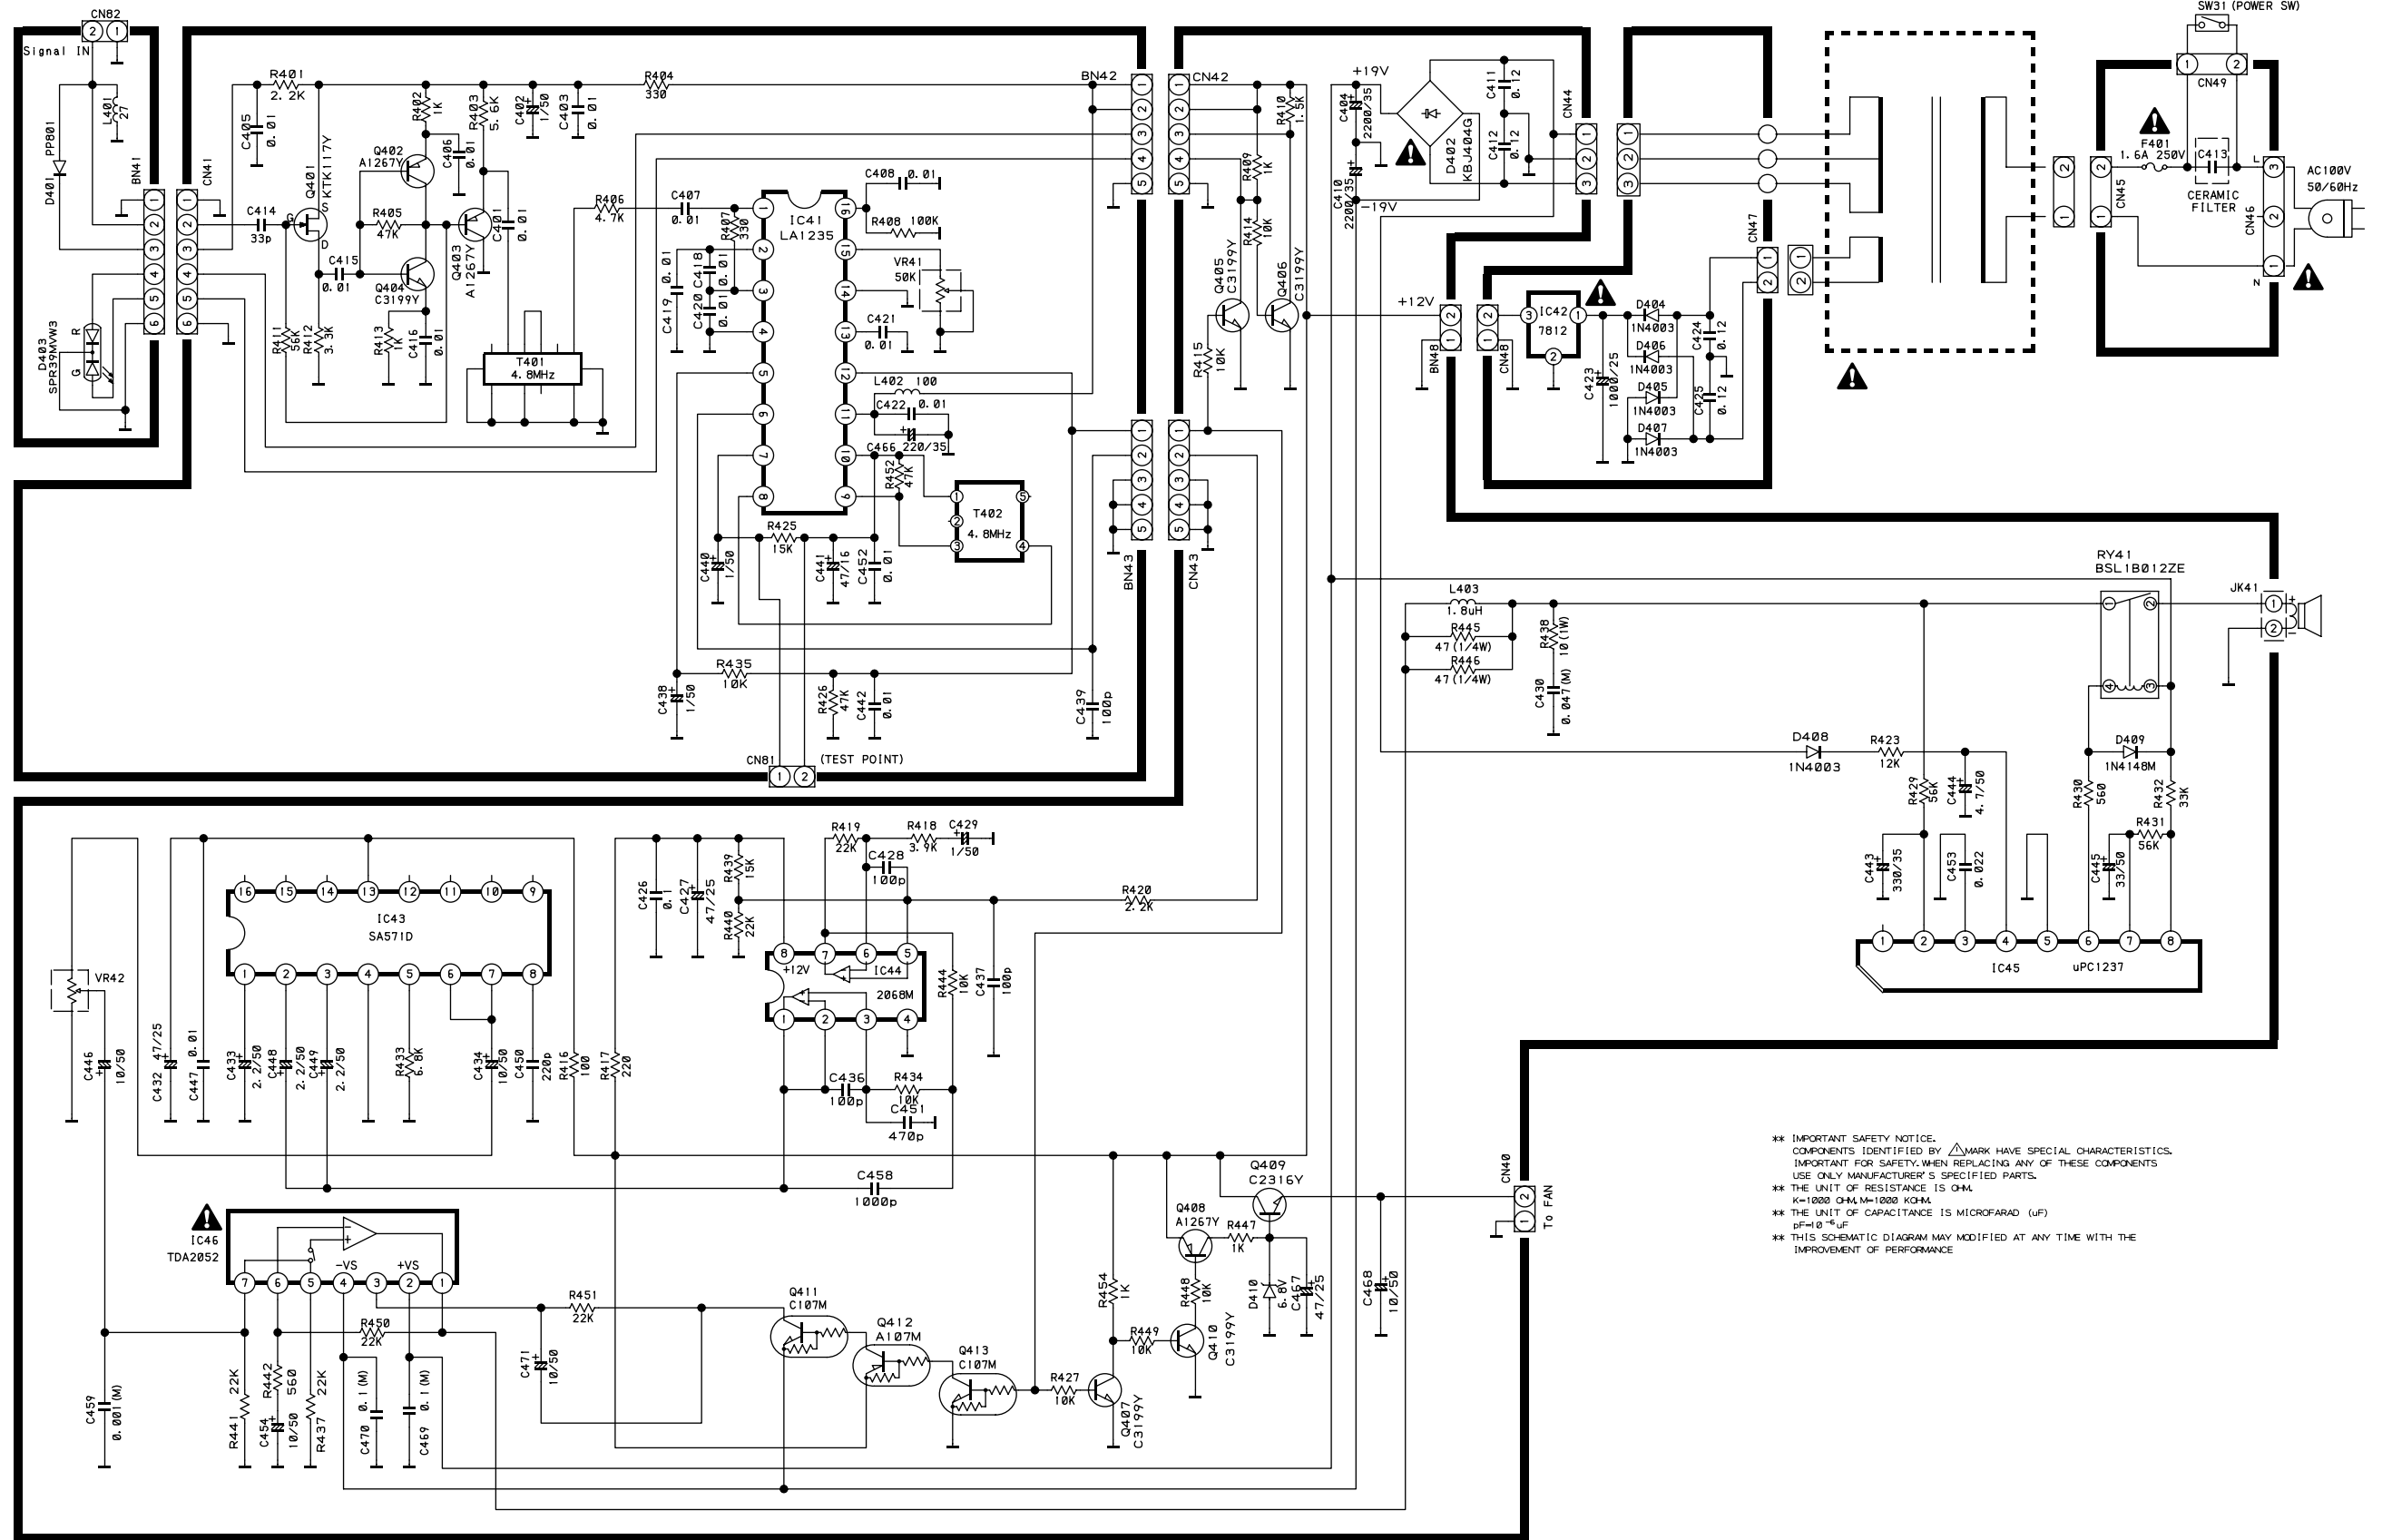 CN82
Signal IN
SW31 (POWER SW)
CN49
BN42
CN42
+19V
-19V
R401
2.2K
R402
1K
R403
5.6K
R404
330
C402
1/50
C403
0.01
C405
0.01
C406
0.01
L401
27
PP801
D401
BN41
CN41
Q401
KTK117Y
Q402
A1267Y
Q403
A1267Y
Q404
C3199Y
C414
33p
R405
47K
C401
0.01
C415
0.01
R411
56K
R412
3.3K
R413
1K
C416
0.01
T401
4.8MHz
D403
SPR39MVW3
R
G
S
G
D
R406
4.7K
C407
0.01
R407
330
C408
0.01
R408 100K
IC41
LA1235
VR41
50K
C418
0.01
C419
0.01
C420
0.01
C421
0.01
L402 100
C422 0.01
C466 220/35
R452
47K
T402
4.8MHz
R425
15K
C440
1/50
C441
47/16
C452
0.01
R435
10K
C438
1/50
R426
47K
C442
0.01
C439
100p
CN81
(TEST POINT)
BN43
CN43
R410
1.5K
R409
1K
R414
10K
Q405
C3199Y
Q406
C3199Y
R415
10K
C404
2200/35
C410
2200/35
D402
KBJ404G
C411
0.12
C412
0.12
CN44
CN47
+12V
BN48
CN48
IC42
7812
C423
1000/25
D404
1N4003
D406
1N4003
D405
1N4003
D407
1N4003
C424
0.12
C425
0.12
F401
1.6A 250V
C413
CERAMIC
FILTER
CN45
CN46
L
N
AC100V
50/60Hz
RY41
BSL1B012ZE
JK41
L403
1.8uH
R445
47 (1/4W)
R446
47 (1/4W)
R438
10 (1W)
C430
0.047 (M)
D408
1N4003
R423
12K
R429
56K
C444
4.7/50
D409
1N4148M
R430
560
R432
33K
R431
56K
C443
330/35
C453
0.022
C445
33/50
IC45
uPC1237
IC43
SA571D
VR42
C446
10/50
C432
47/25
C447
0.01
C433
2.2/50
C448
2.2/50
C449
2.2/50
R433
6.8K
C434
10/50
C450
220p
R416
100
R417
220
C426
0.1
C427
47/25
R439
15K
R440
22K
R419
22K
R418
3.9K
C429
1/50
C428
100p
R420
2.2K
+12V
IC44
2068M
R444
10K
C437
100p
C436
100p
R434
10K
C451
470p
C458
1000p
IC46
TDA2052
-VS
+VS
R451
22K
R450
22K
C471
10/50
C459
0.001 (M)
R441
22K
R442
560
C454
10/50
R437
22K
C470
0.1 (M)
C469
0.1 (M)
Q411
C107M
Q412
A107M
Q413
C107M
R427
10K
Q407
C3199Y
R454
1K
R449
10K
Q410
C3199Y
Q408
A1267Y
R448
10K
R447
1K
Q409
C2316Y
D410
6.8V
C467
47/25
C468
10/50
CN40
To FAN
** IMPORTANT SAFETY NOTICE.
COMPONENTS IDENTIFIED BY MARK HAVE SPECIAL CHARACTERISTICS.
IMPORTANT FOR SAFETY. WHEN REPLACING ANY OF THESE COMPONENTS
USE ONLY MANUFACTURER'S SPECIFIED PARTS.
** THE UNIT OF RESISTANCE IS OHM.
K=1000 OHM, M=1000 KOHM.
** THE UNIT OF CAPACITANCE IS MICROFARAD (uF)
pF=10⁻⁶uF
** THIS SCHEMATIC DIAGRAM MAY MODIFIED AT ANY TIME WITH THE
IMPROVEMENT OF PERFORMANCE